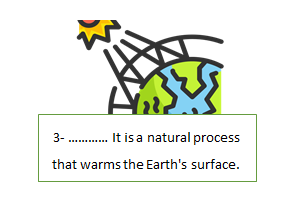 3- ………… It is a natural process
that warms the Earth's surface.